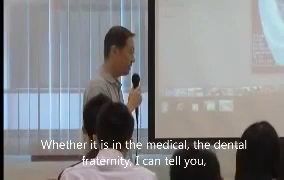 Whether it is in the medical, the dental
fraternity, I can tell you,